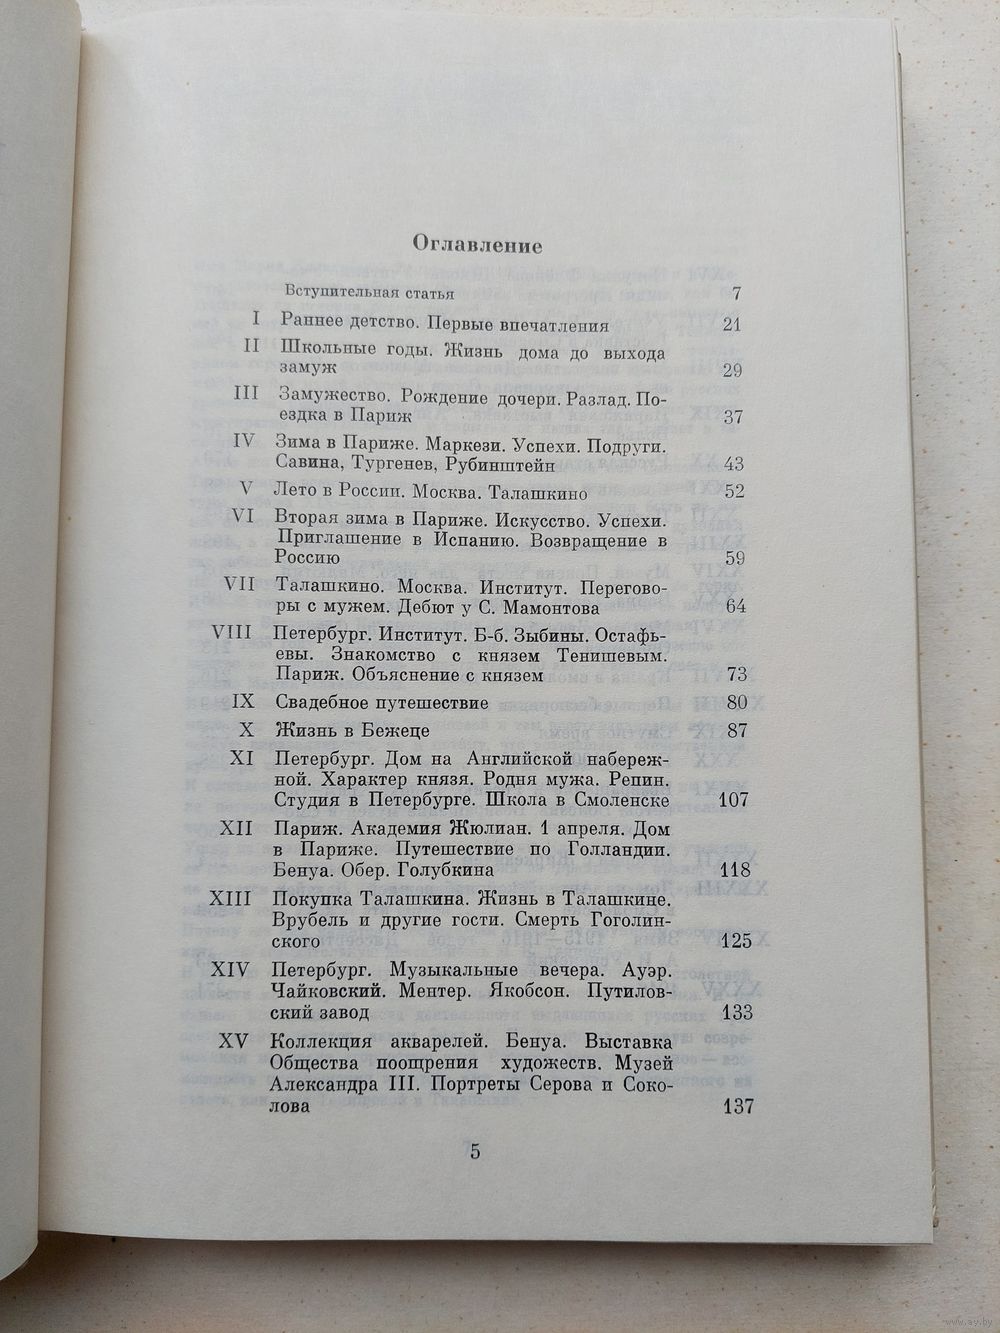 Оглавление
Вступительная статья 7
I Раннее детство. Первые впечатления 21
II Школьные годы. Жизнь дома до выхода
замуж 29
III Замужество. Рождение дочери. Разлад. По-
ездка в Париж 37
IV Зима в Париже. Маркези. Успехи. Подруги.
Савина, Тургенев, Рубинштейн 43
V Лето в России. Москва. Талашкино 52
VI Вторая зима в Париже. Искусство. Успехи.
Приглашение в Испанию. Возвращение в
Россию 59
VII Талашкино. Москва. Институт. Перегово-
ры с мужем. Дебют у С. Мамонтова 64
VIII Петербург. Институт. Б-б. Зыбины. Остафь-
евы. Знакомство с князем Тенишевым.
Париж. Объяснение с князем 73
IX Свадебное путешествие 80
X Жизнь в Бежеце 87
XI Петербург. Дом на Английской набереж-
ной. Характер князя. Родня мужа. Репин.
Студия в Петербурге. Школа в Смоленске 107
XII Париж. Академия Жюлиан. 1 апреля. Дом
в Париже. Путешествие по Голландии.
Бенуа. Обер. Голубкина 118
XIII Покупка Талашкина. Жизнь в Талашкине.
Врубель и другие гости. Смерть Гоголин-
ского 125
XIV Петербург. Музыкальные вечера. Ауэр.
Чайковский. Ментер. Якобсон. Путилов-
ский завод 133
XV Коллекция акварелей. Бенуа. Выставка
Общества поощрения художеств. Музей
Александра III. Портреты Серова и Соко-
лова 137
5
www.ay.by